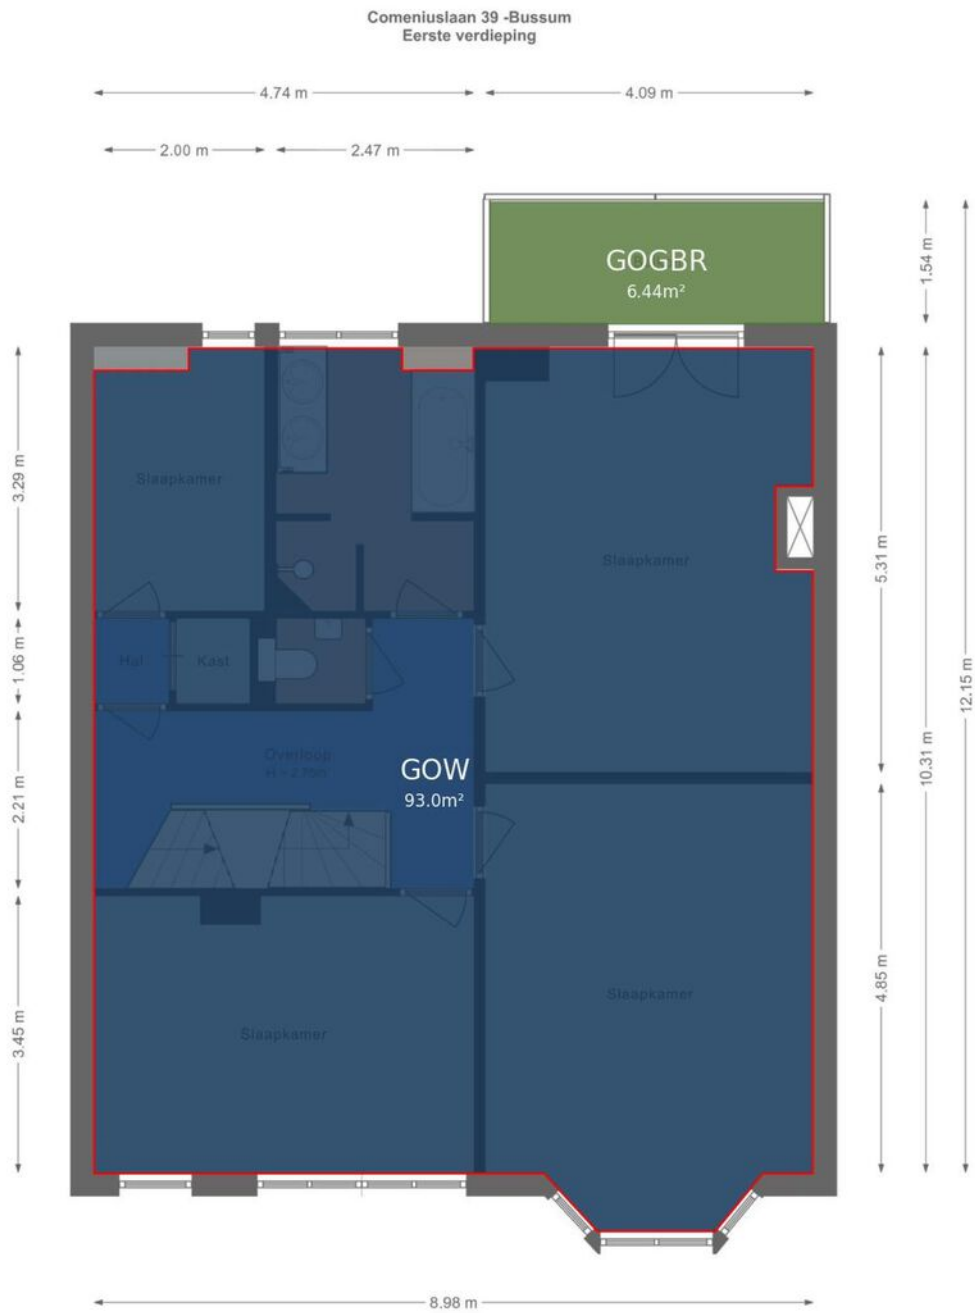 Comeniuslaan 39 -Bussum
Eerste verdieping
4.74 m
4.09 m
2.00 m
2.47 m
GOGBR
6.44m²
1.54 m
3.29 m
Slaapkamer
Slaapkamer
5.31 m
1.06 m
Hal
Kast
12.15 m
Overloop
GOW
93.0m²
10.31 m
2.21 m
4.85 m
Slaapkamer
3.45 m
Slaapkamer
8.98 m